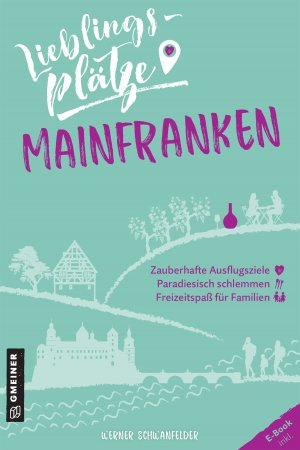 Lieblings-
plätze
MAINFRANKEN
Zauberhafte Ausflugsziele
Paradiesisch schlemmen
Freizeitspaß für Familien
GMEINER
WERNER SCHWANFELDER
E-Book
inkl.